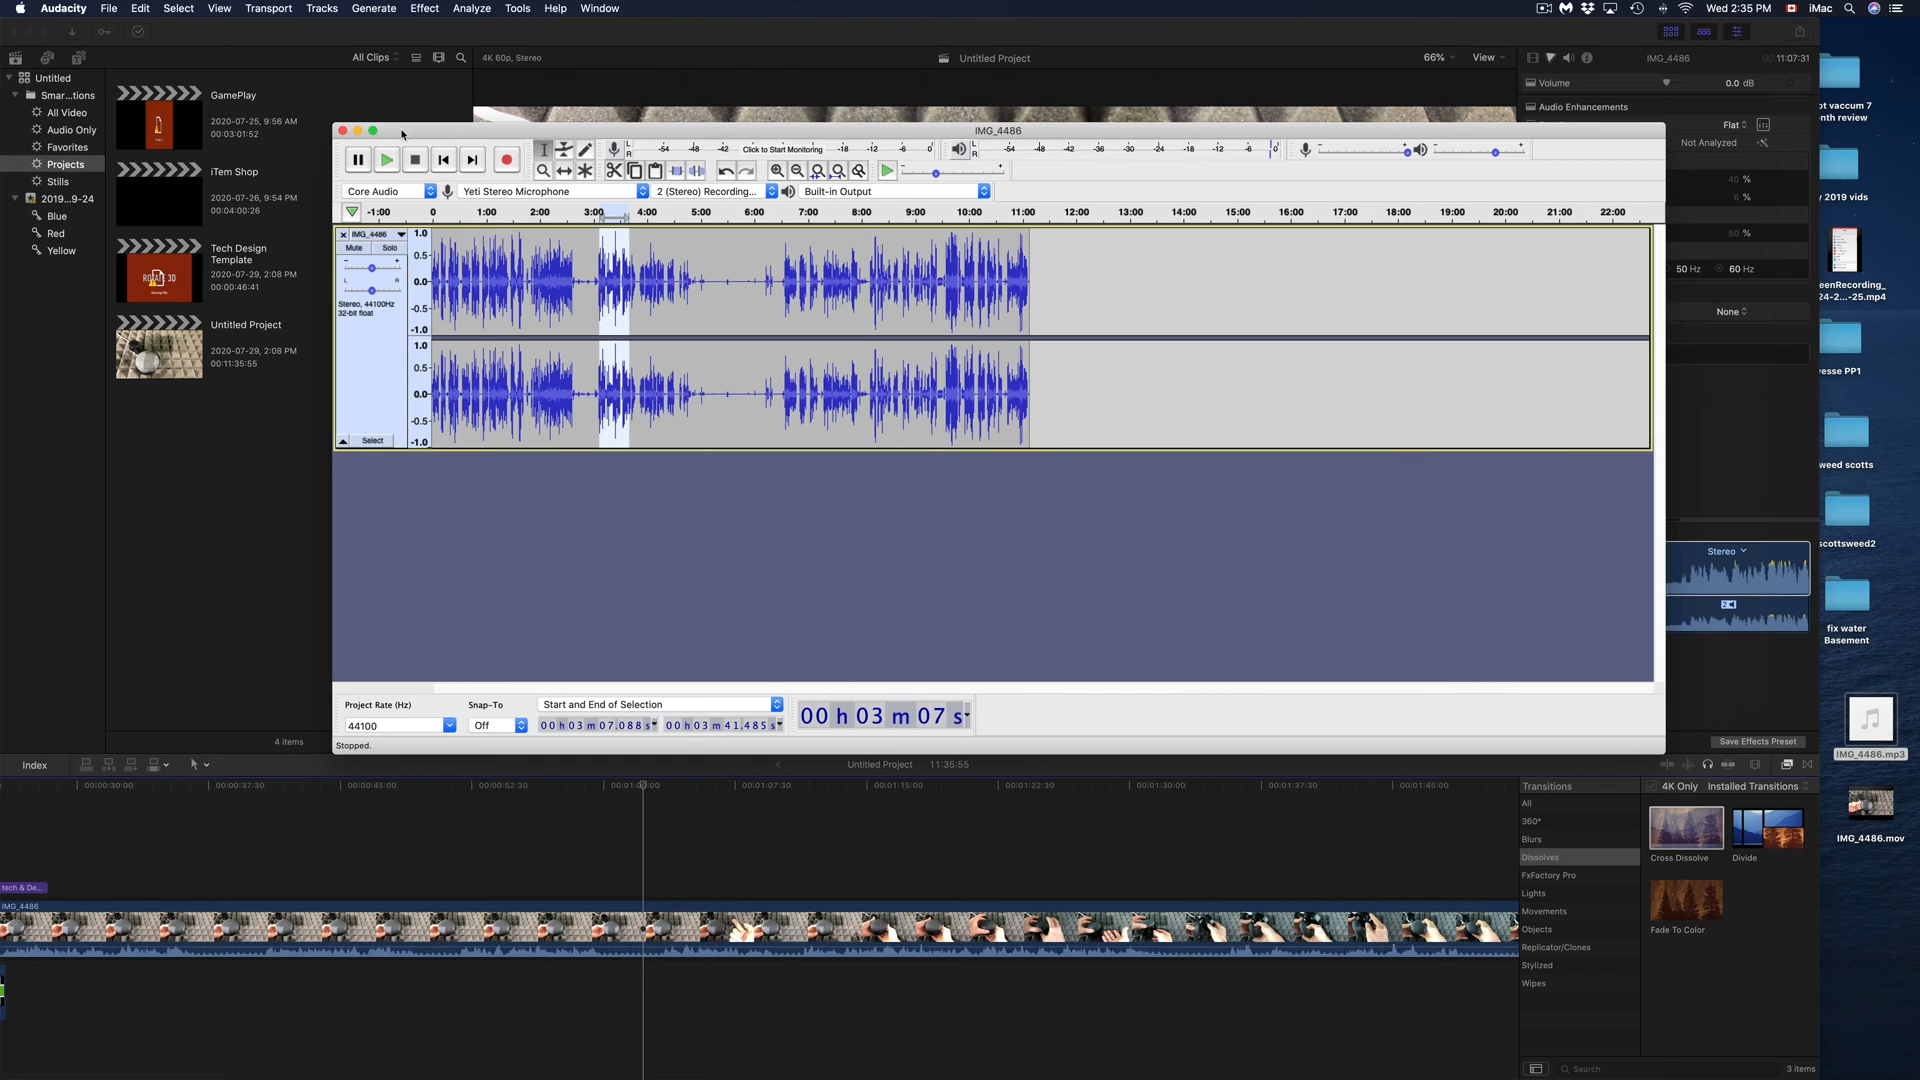 Audacity File Edit Select View Transport Tracks Generate Effect Analyze Tools Help Window
Wed 2:35 PM iMac
All Clips
4K 60p, Stereo
Untitled Project
66% View
IMG_4486
11:07:31
Untitled
Smar...tions
All Video
Audio Only
Favorites
Projects
Stills
2019...9-24
Blue
Red
Yellow
GamePlay
2020-07-25, 9:56 AM
00:03:01:52
iTem Shop
2020-07-26, 9:54 PM
00:04:00:26
Tech Design
Template
2020-07-29, 2:08 PM
00:00:46:41
ROTATE 3D
Untitled Project
2020-07-29, 2:08 PM
00:11:35:55
4 items
IMG_4486
Click to Start Monitoring
-54 -48 -42 -18 -12 -6 0
-54 -48 -42 -36 -30 -24 -18 -12 -6 0
L
R
L
R
Core Audio
Yeti Stereo Microphone
2 (Stereo) Recording...
Built-in Output
-1:00 0 1:00 2:00 3:00 4:00 5:00 6:00 7:00 8:00 9:00 10:00 11:00 12:00 13:00 14:00 15:00 16:00 17:00 18:00 19:00 20:00 21:00 22:00
IMG_4486
Mute Solo
- +
L R
Stereo, 44100Hz
32-bit float
Select
1.0
0.5
0.0
-0.5
-1.0
1.0
0.5
0.0
-0.5
-1.0
Project Rate (Hz)
44100
Snap-To
Off
Start and End of Selection
00 h 03 m 07.088 s
00 h 03 m 41.485 s
00 h 03 m 07 s
Stopped.
Volume
0.0 dB
Audio Enhancements
Flat
Not Analyzed
40 %
6 %
50 %
50 Hz 60 Hz
None
Stereo
2
Save Effects Preset
ot vaccum 7
nth review
y 2019 vids
eenRecording_
24-2...-25.mp4
vesse PP1
weed scotts
scottsweed2
fix water
Basement
IMG_4486.mp3
IMG_4486.mov
Index
Untitled Project
11:35:55
00:00:30:00 00:00:37:30 00:00:45:00 00:00:52:30 00:01:00:00 00:01:07:30 00:01:15:00 00:01:22:30 00:01:30:00 00:01:37:30 00:01:45:00
tech & De...
IMG_4486
Transitions
4K Only Installed Transitions
All
360°
Blurs
Dissolves
FxFactory Pro
Lights
Movements
Objects
Replicator/Clones
Stylized
Wipes
Cross Dissolve
Divide
Fade To Color
Search
3 items